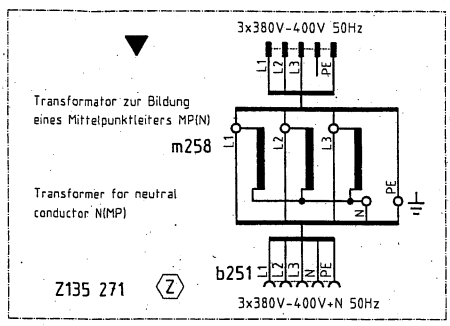 3x380V-400V 50Hz
L1
L2
L3
PE
Transformator zur Bildung
eines Mittelpunktleiters MP(N)
m258
L1
L2
L3
PE
N
Transformer for neutral
conductor N(MP)
b251
L1
L2
L3
N
PE
Z135 271
Z
3x380V-400V+N 50Hz